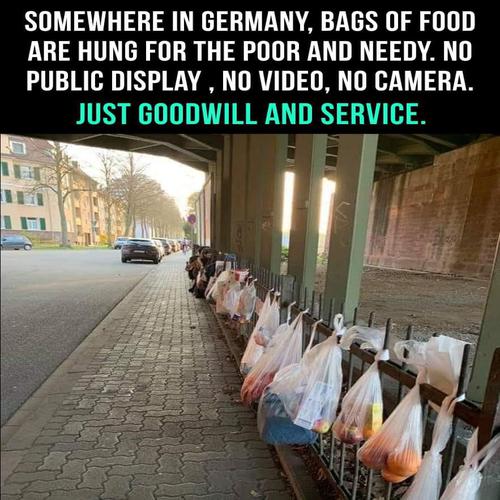 SOMEWHERE IN GERMANY, BAGS OF FOOD
ARE HUNG FOR THE POOR AND NEEDY. NO
PUBLIC DISPLAY , NO VIDEO, NO CAMERA.
JUST GOODWILL AND SERVICE.